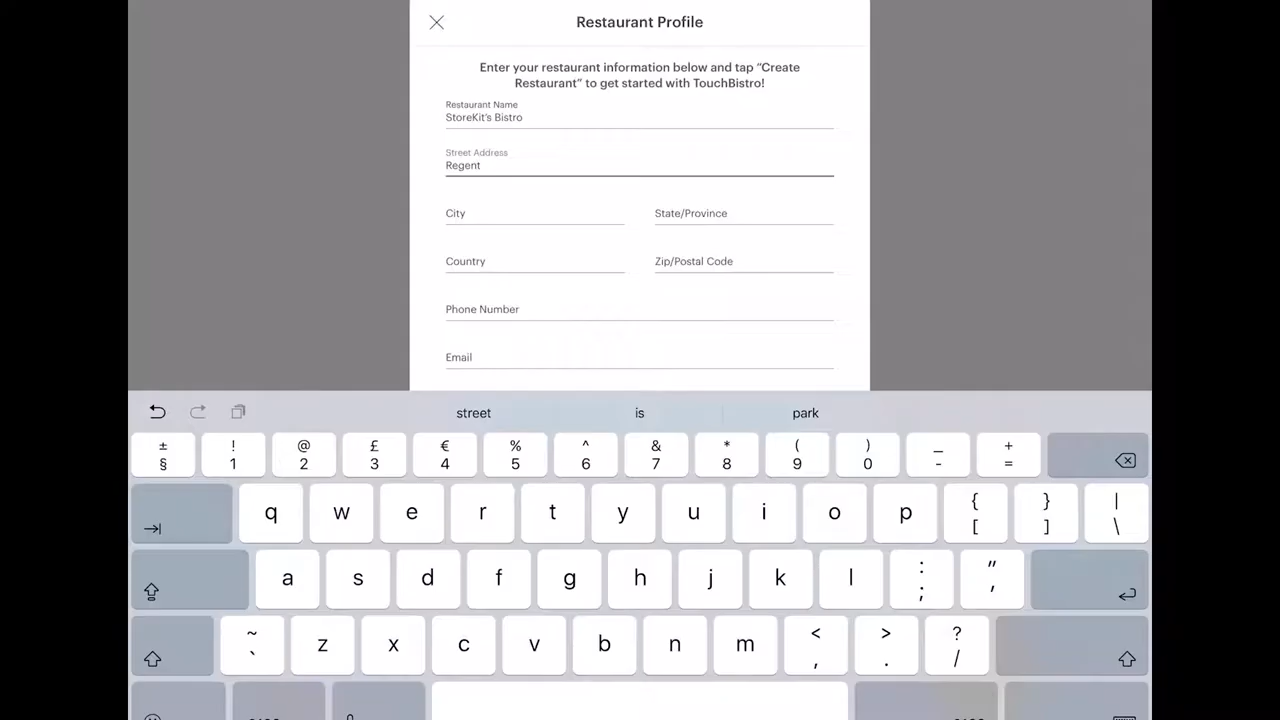 Restaurant Profile
Enter your restaurant information below and tap “Create
Restaurant” to get started with TouchBistro!
Restaurant Name
StoreKit's Bistro
Street Address
Regent
City
State/Province
Country
Zip/Postal Code
Phone Number
Email
street is park
± ! @ £ € % ^ & * ( ) _ +
§ 1 2 3 4 5 6 7 8 9 0 - =
q w e r t y u i o p { } |
[ ] \
a s d f g h j k l : "
; '
~ z x c v b n m < > ?
` , . /